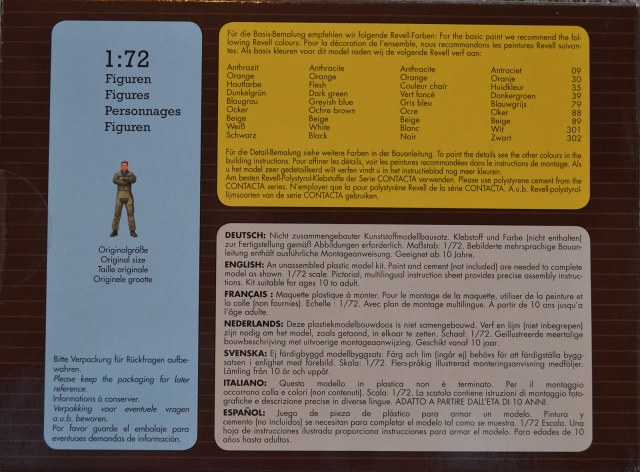 1:72
Figuren
Figures
Personnages
Figuren
Originalgröße
Original size
Taille originale
Originele grootte
Bitte Verpackung für Rückfragen aufbe-
wahren.
Please keep the packaging for later
reference.
Informations à conserver.
Verpakking voor eventuele vragen
a.u.b. bewaren.
Por favor guarde el embalaje para
eventuaes demandas de información.
Für die Basis-Bemalung empfehlen wir folgende Revell-Farben: For the basic paint we recommend the fol-
lowing Revell colours: Pour la décoration de l'ensemble, nous recommandons les peintures Revell suivan-
tes: Als basis kleuren voor dit model raden wij de volgende Revell verf aan:
Anthrazit Anthracite Anthracite Antraciet 09
Orange Orange Orange Oranje 30
Hautfarbe Flesh Couleur chair Huidkleur 35
Dunkelgrün Dark green Vert foncé Donkergroen 39
Blaugrau Greyish blue Gris bleu Blauwgrijs 79
Ocker Ochre brown Ocre Oker 88
Beige Beige Beige Beige 89
Weiß White Blanc Wit 301
Schwarz Black Noir Zwart 302
Für die Detail-Bemalung siehe weitere Farben in der Bauanleitung. To paint the details see the other colours in the
building instructions. Pour affiner les détails, voir les peintures recommandées dans le instructions de montage. Als
u het model zeer gedetailleerd wilt verfen vindt u in het instructieblad nog meer kleuren.
Am besten Revell-Polystyrol-Klebstoffe der Serie CONTACTA verwenden. Please use polystyrene cement from the
CONTACTA series. N'employer que la pour polystyrène Revell de la série CONTACTA. A.u.b. Revell-polystyrol-
lijmsoorten van de serie CONTACTA gebruiken.
DEUTSCH: Nicht zusammengebauter Kunststoffmodellbausatz. Klebstoff und Farbe (nicht enthalten)
zur Fertigstellung gemäß Abbildungen erforderlich. Maßstab: 1/72. Bebilderte mehrsprachige Bauan-
leitung enthält ausführliche Montageanweisung. Geeignet ab 10 Jahre.
ENGLISH: An unassembled plastic model kit. Paint and cement (not included) are needed to complete
model as shown. 1/72 scale. Pictorial, multilingual instruction sheet provides precise assembly instruc-
tions. Kit suitable for ages 10 to adult.
FRANÇAIS : Maquette plastique à monter. Pour le montage de la maquette, utiliser de la peinture et
la colle (non fournies). Echelle : 1/72. Avec plan de montage multilingue. A partir de 10 ans jusqu'a
l'âge adulte.
NEDERLANDS: Deze plastiekmodelbouwdoos is niet samengebouwd. Verf en lijm (niet inbegrepen)
zijn nodig om het model, zoals getoond, in elkaar te zetten. Schaal: 1/72. Geïllustreerde meertalige
bouwbeschrijving met uitvoerige montageaanwijzing. Geschikt vanaf 10 jaar.
SVENSKA: Ej färdigbyggd modellbyggsats. Färg och lim (ingår ej) behövs för att färdigställa bygg-
satsen i enlighet med förebild. Skala: 1/72. Flerspråkig illustrerad monteringsanvisning medföljer.
Lämling från 10 år och uppåt.
ITALIANO: Questo modello in plastica non è terminato. Per il montaggio
occorrono colla e colori (non contenuti). Scala: 1/72. La scatola contiene istruzioni di montaggio foto-
grafiche e descrizione precise in diverse lingue. ADATTO A PARTIRE DALL'ETA DI 10 ANNI.
ESPAÑOL: Juego de pieza de plástico para armar un modelo. Pintura y
cemento (no incluídos) se necesitan para completar el modelo tal como se muestra. 1/72 Escala. Una
hoja de instrucciones ilustrada proporciona instrucciones para armar el modelo. Para edades de 10
años hasta adultos.